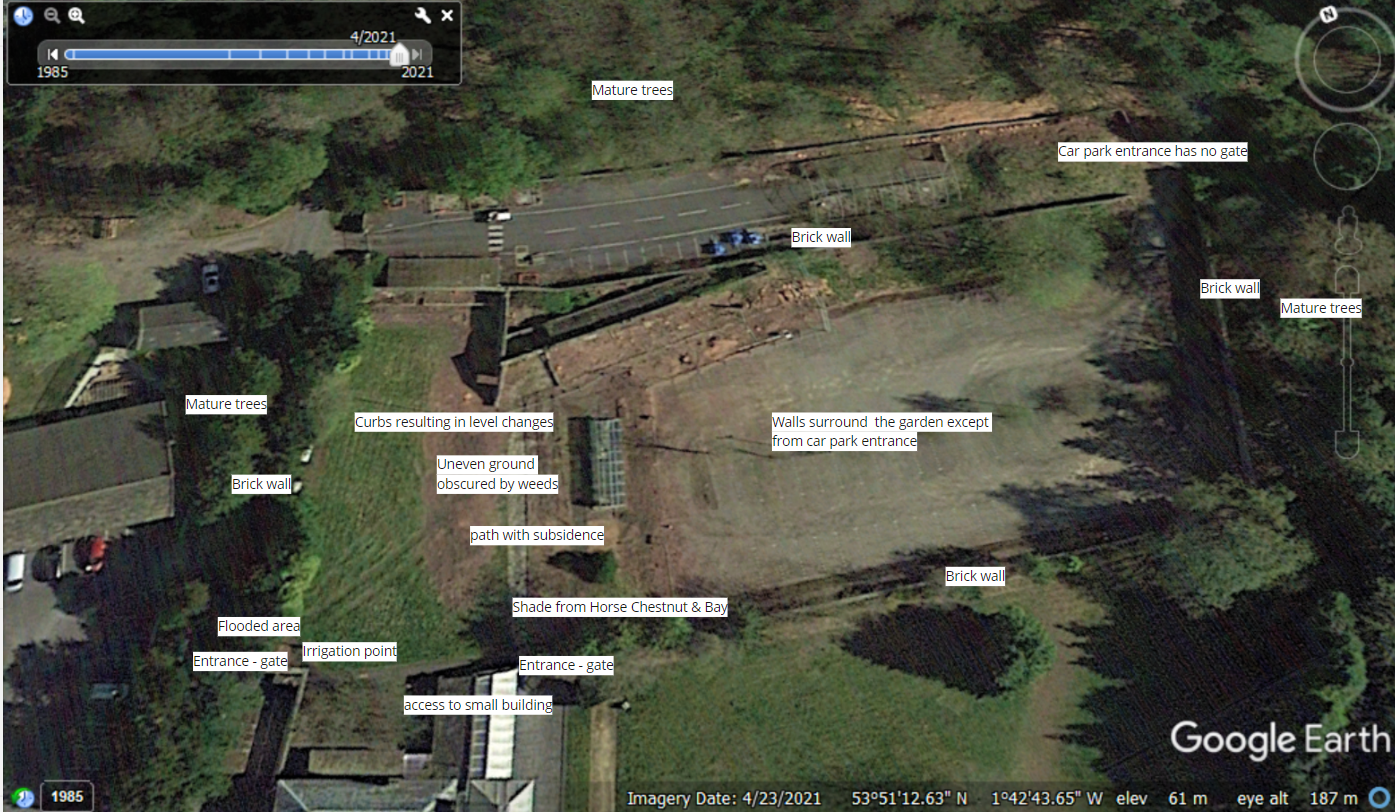 4/2021
1985
2021
N
Mature trees
Car park entrance has no gate
Brick wall
Brick wall
Mature trees
Mature trees
Curbs resulting in level changes
Walls surround the garden except
from car park entrance
Uneven ground
obscured by weeds
Brick wall
path with subsidence
Brick wall
Shade from Horse Chestnut & Bay
Flooded area
Irrigation point
Entrance - gate
Entrance - gate
access to small building
Google Earth
1985
Imagery Date: 4/23/2021 53°51'12.63" N 1°42'43.65" W elev 61 m eye alt 187 m